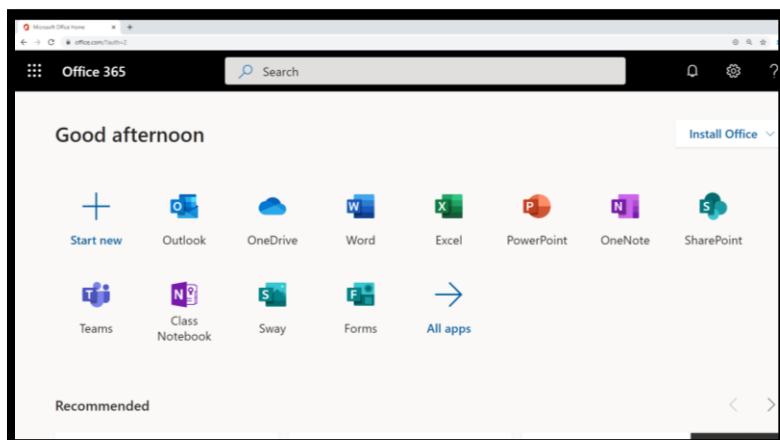 Microsoft Office Home
office.com/?auth=2
Office 365
Search
Good afternoon
Install Office
Start new
Outlook
OneDrive
Word
Excel
PowerPoint
OneNote
SharePoint
Teams
Class
Notebook
Sway
Forms
All apps
Recommended